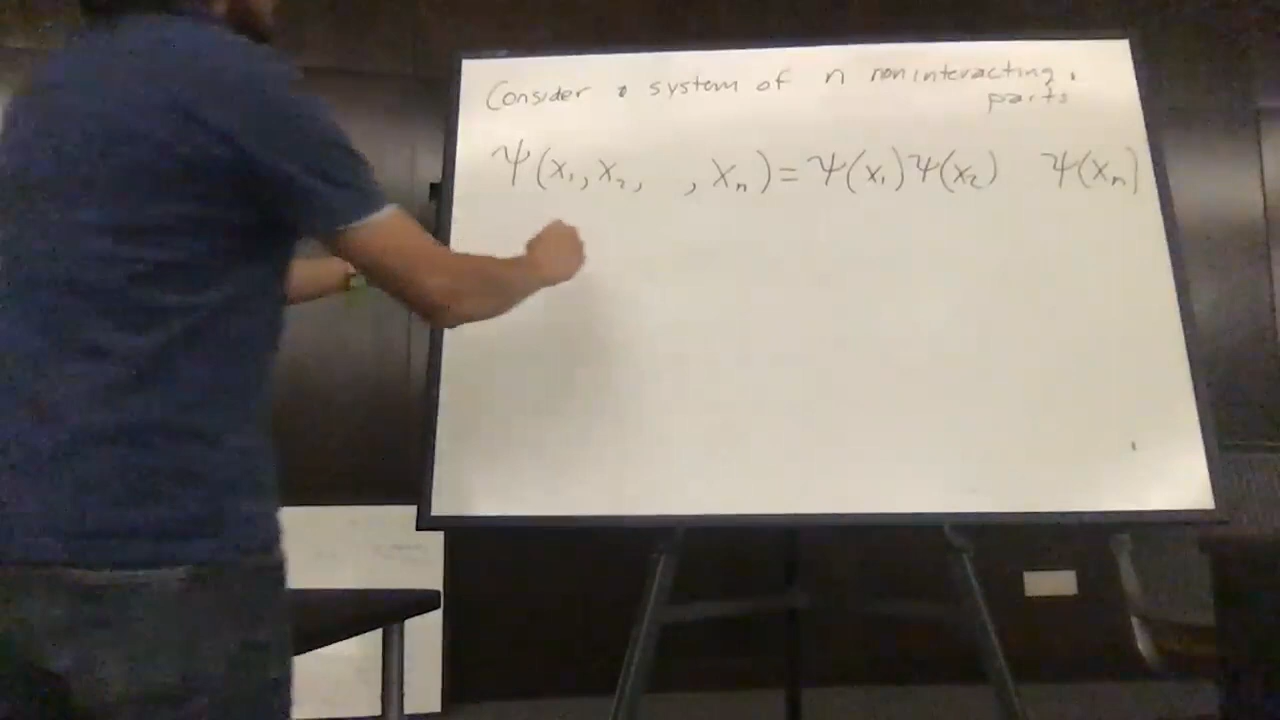 Consider a system of n noninteracting
parts
Ψ(x₁, x₂, , xₙ) = Ψ(x₁)Ψ(x₂) Ψ(xₙ)